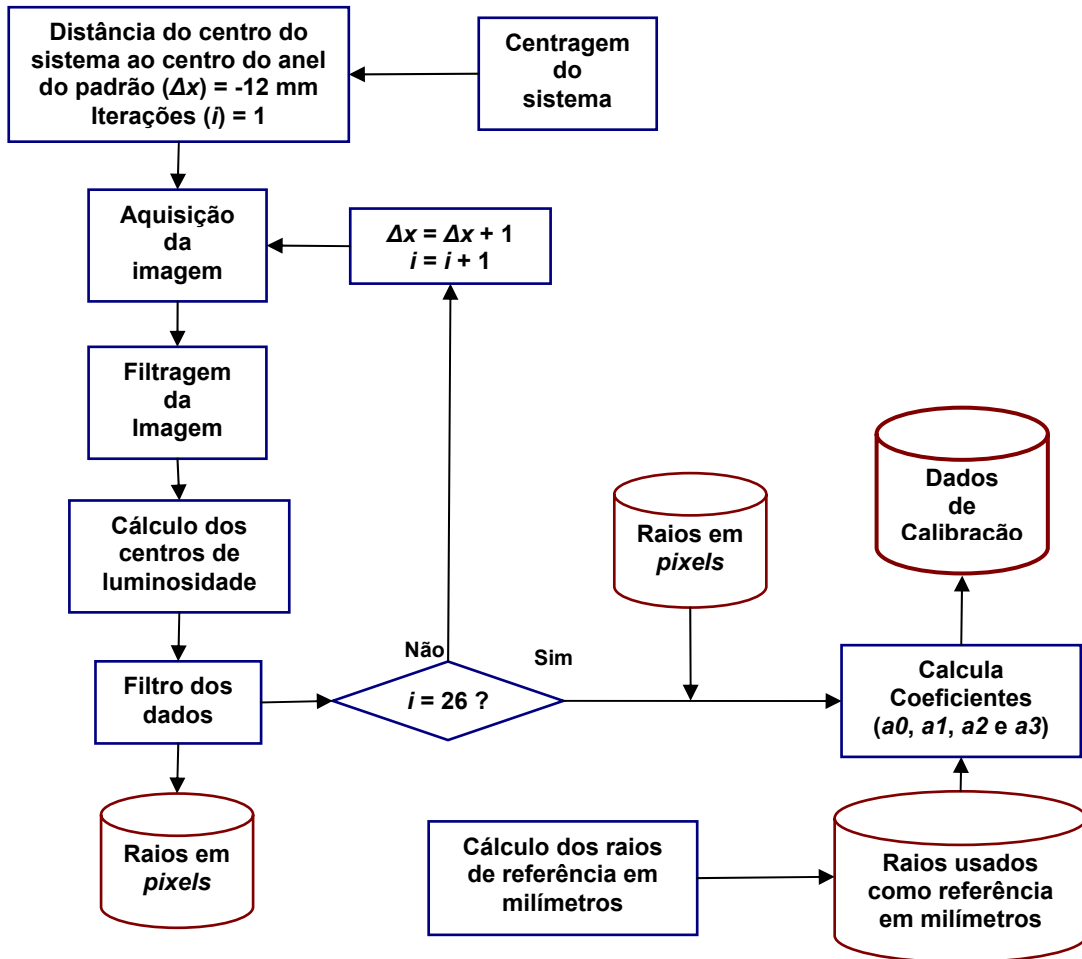 Distância do centro do
sistema ao centro do anel
do padrão (Δx) = -12 mm
Iterações (i) = 1
Centragem
do
sistema
Aquisição
da
imagem
Δx = Δx + 1
i = i + 1
Filtragem
da
Imagem
Cálculo dos
centros de
luminosidade
Filtro dos
dados
Raios em
pixels
Não
Sim
i = 26 ?
Raios em
pixels
Dados
de
Calibração
Calcula
Coeficientes
(a0, a1, a2 e a3)
Cálculo dos raios
de referência em
milímetros
Raios usados
como referência
em milímetros